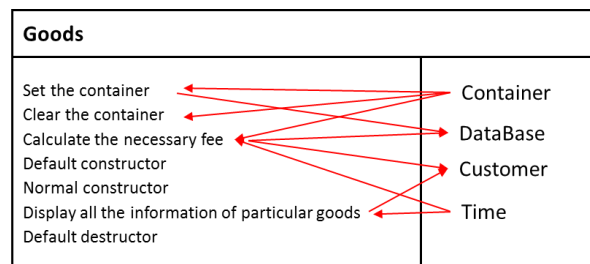 Goods
Set the container
Clear the container
Calculate the necessary fee
Default constructor
Normal constructor
Display all the information of particular goods
Default destructor
Container
DataBase
Customer
Time